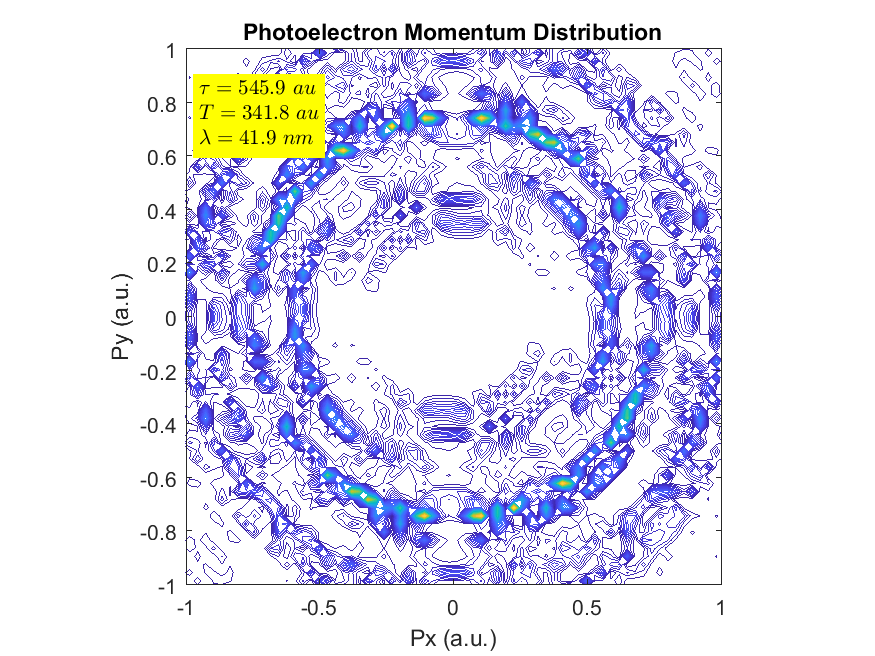 Photoelectron Momentum Distribution
τ = 545.9 au
T = 341.8 au
λ = 41.9 nm
1
0.8
0.6
0.4
0.2
0
-0.2
-0.4
-0.6
-0.8
-1
Py (a.u.)
-1 -0.5 0 0.5 1
Px (a.u.)